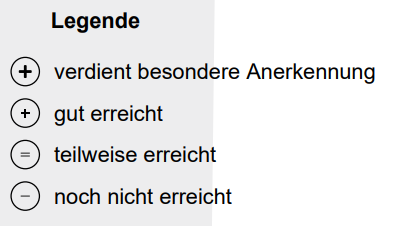 Legende
+ verdient besondere Anerkennung
+ gut erreicht
= teilweise erreicht
− noch nicht erreicht